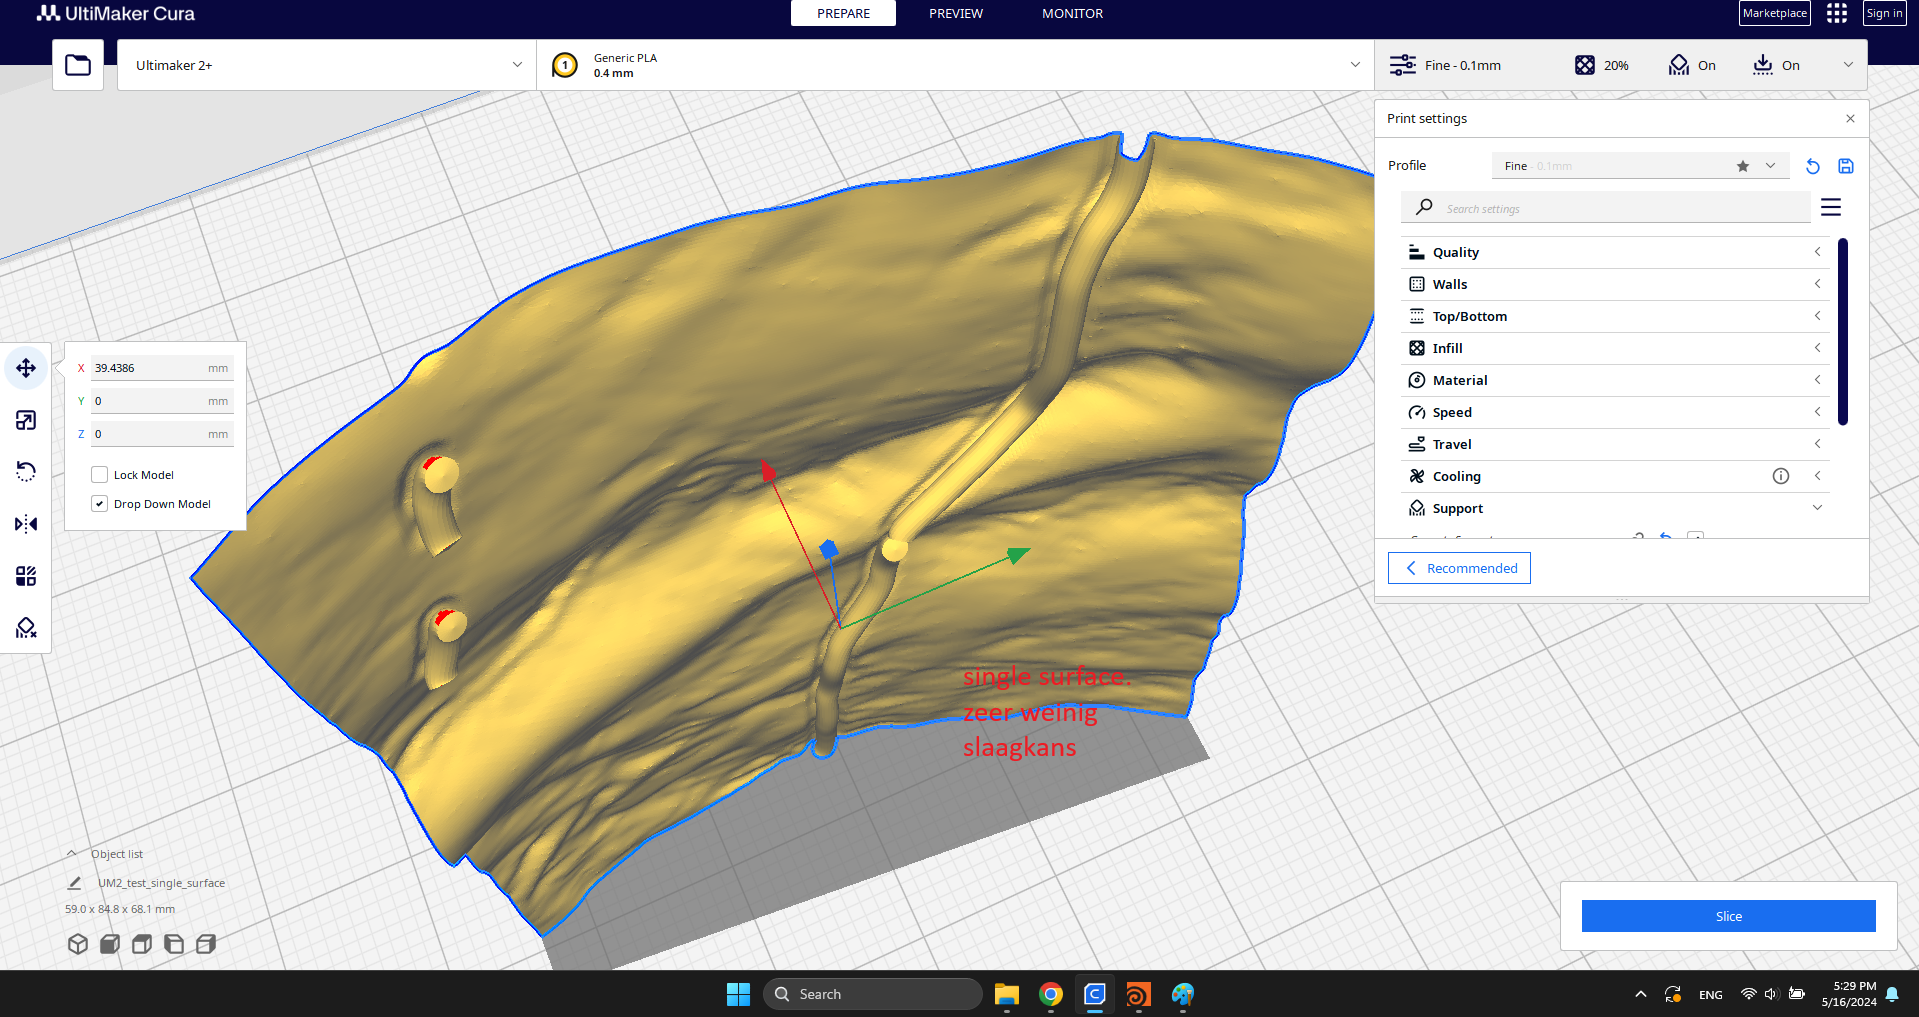 UltiMaker Cura
PREPARE
PREVIEW
MONITOR
Marketplace
Sign in
Ultimaker 2+
1
Generic PLA
0.4 mm
Fine - 0.1mm
20%
On
On
Print settings
Profile
Fine - 0.1mm
Search settings
Quality
Walls
Top/Bottom
Infill
Material
Speed
Travel
Cooling
Support
Recommended
X 39.4386 mm
Y 0 mm
Z 0 mm
Lock Model
Drop Down Model
single surface.
zeer weinig
slaagkans
Object list
UM2_test_single_surface
59.0 x 84.8 x 68.1 mm
Slice
Search
ENG
5:29 PM
5/16/2024